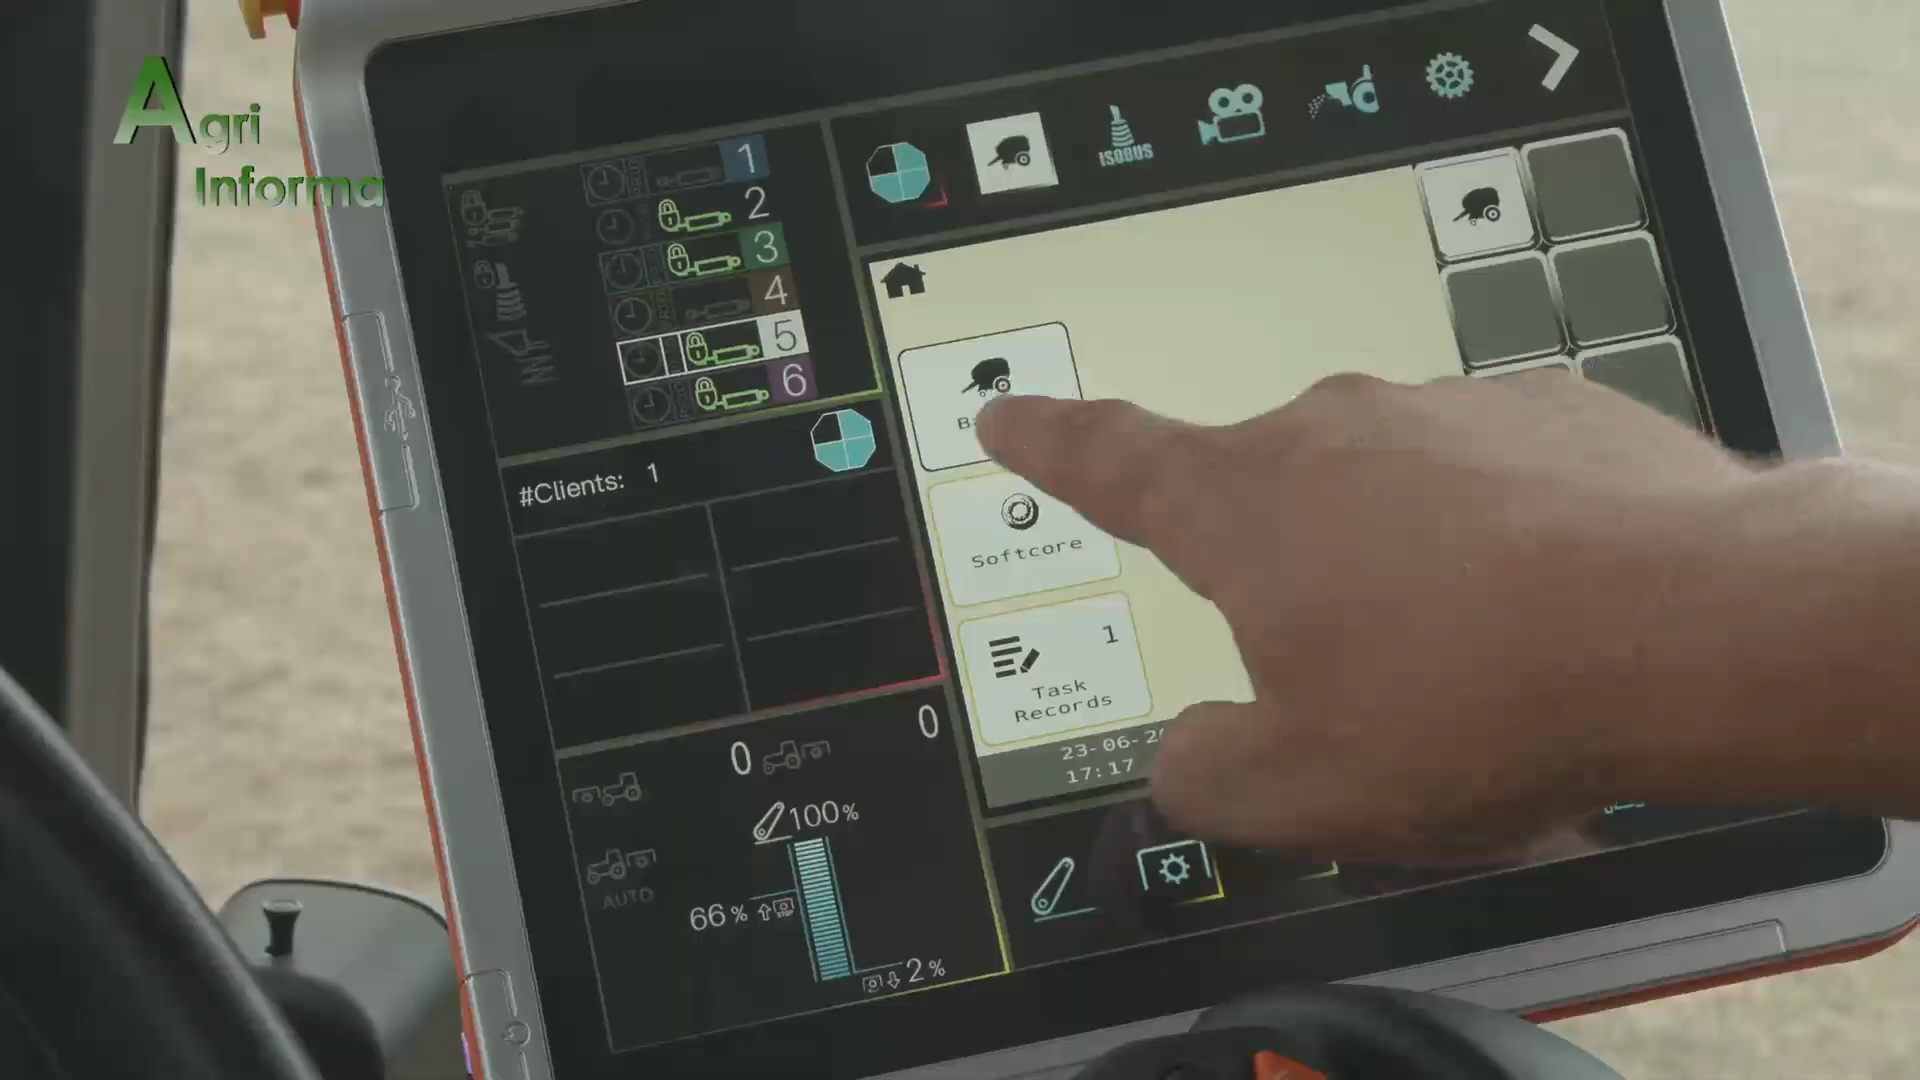 Agri
Informa
1
2
3
4
5
6
ISOBUS
#Clients: 1
Softcore
1
Task
Records
23-06-2
17:17
0
0
100%
AUTO
66%
STOP
2%